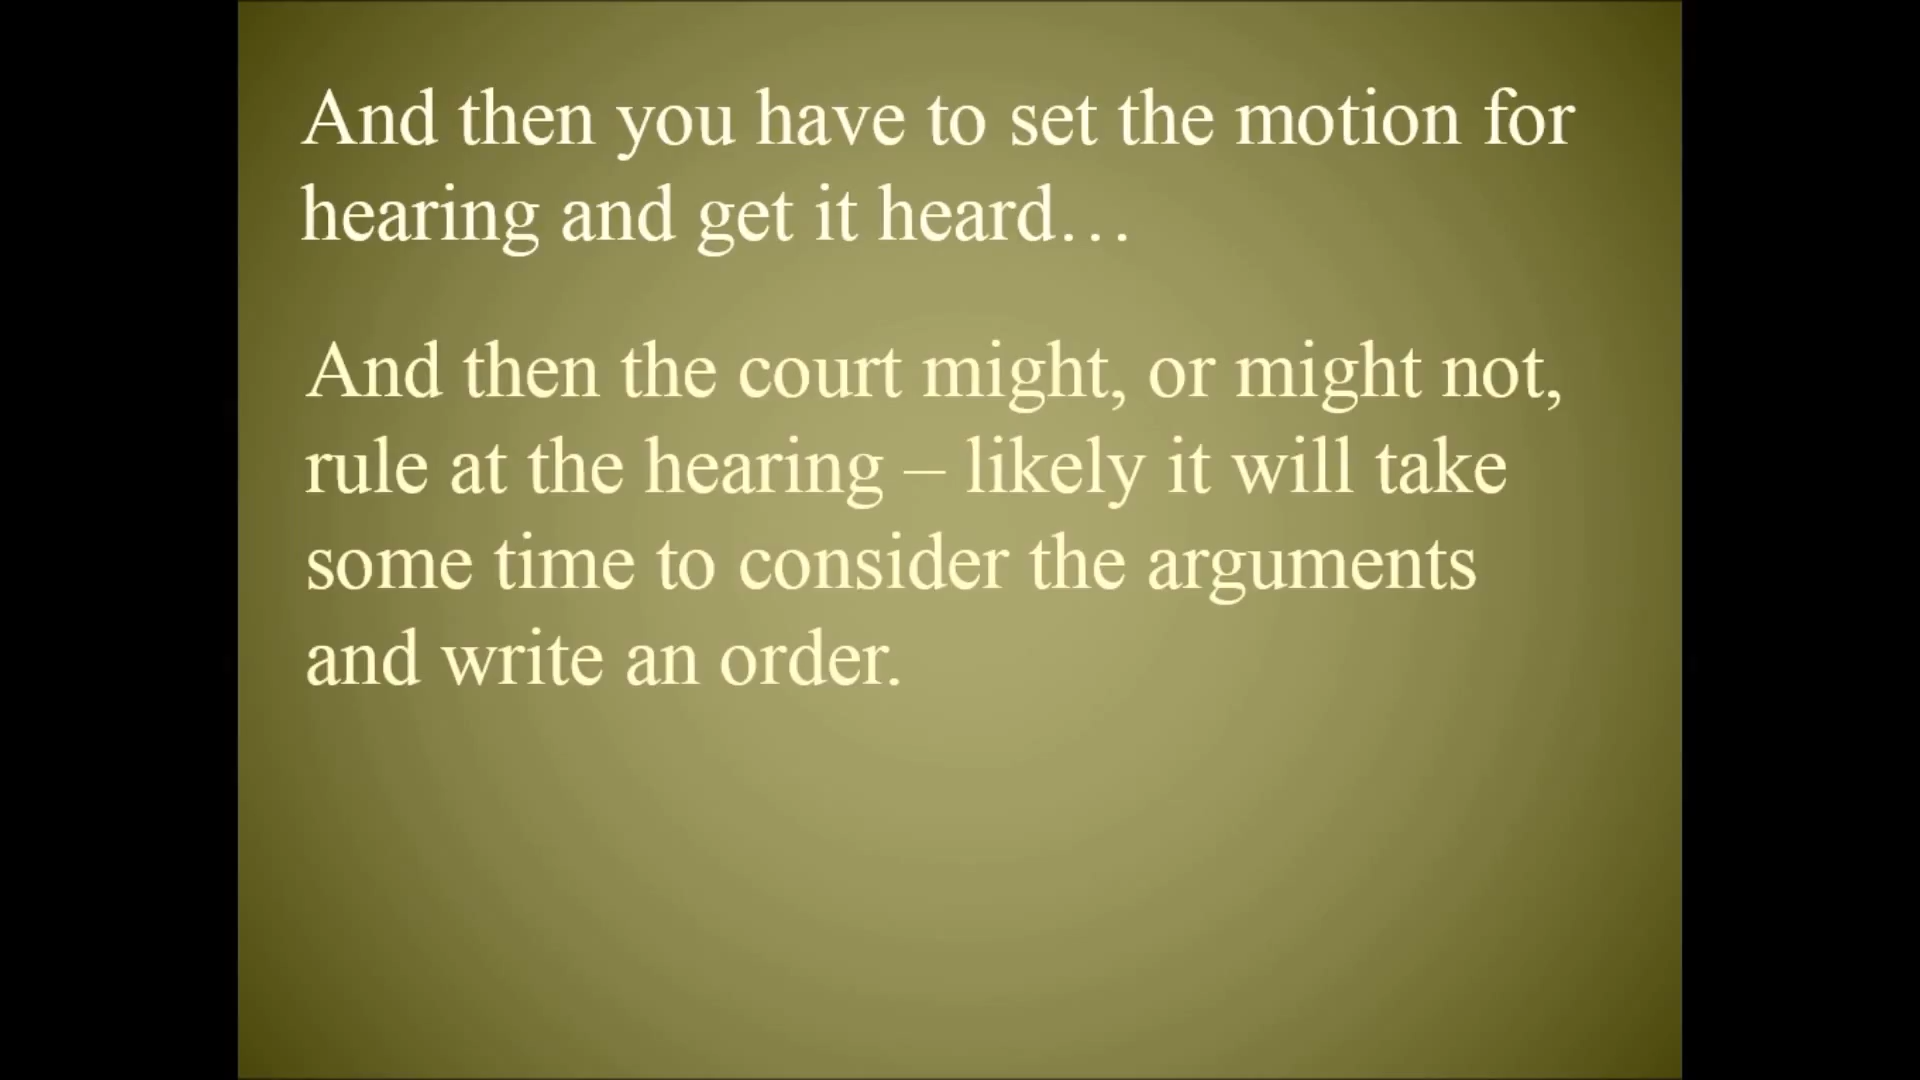 And then you have to set the motion for
hearing and get it heard…
And then the court might, or might not,
rule at the hearing – likely it will take
some time to consider the arguments
and write an order.